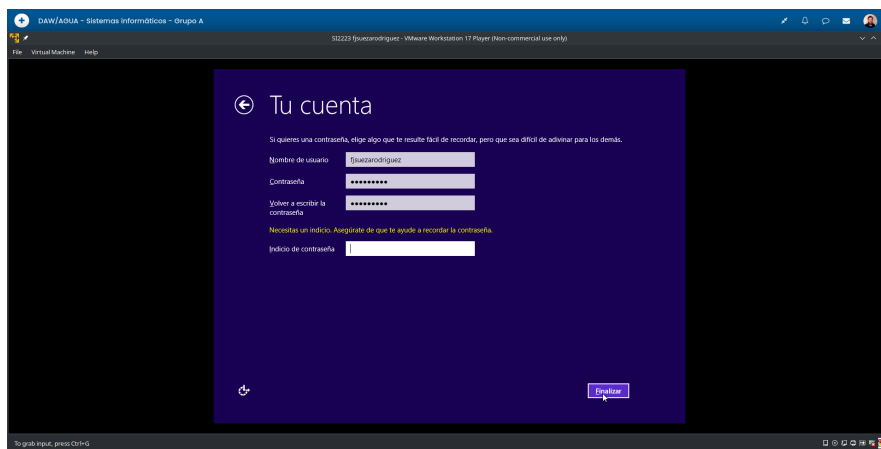 DAW/AGUA - Sistemas informáticos - Grupo A
SI2223 fjsuezarodriguez - VMware Workstation 17 Player (Non-commercial use only)
File Virtual Machine Help
Tu cuenta
Si quieres una contraseña, elige algo que te resulte fácil de recordar, pero que sea difícil de adivinar para los demás.
Nombre de usuario fjsuezarodriguez
Contraseña
Volver a escribir la
contraseña
Necesitas un indicio. Asegúrate de que te ayude a recordar la contraseña.
Indicio de contraseña
Finalizar
To grab input, press Ctrl+G